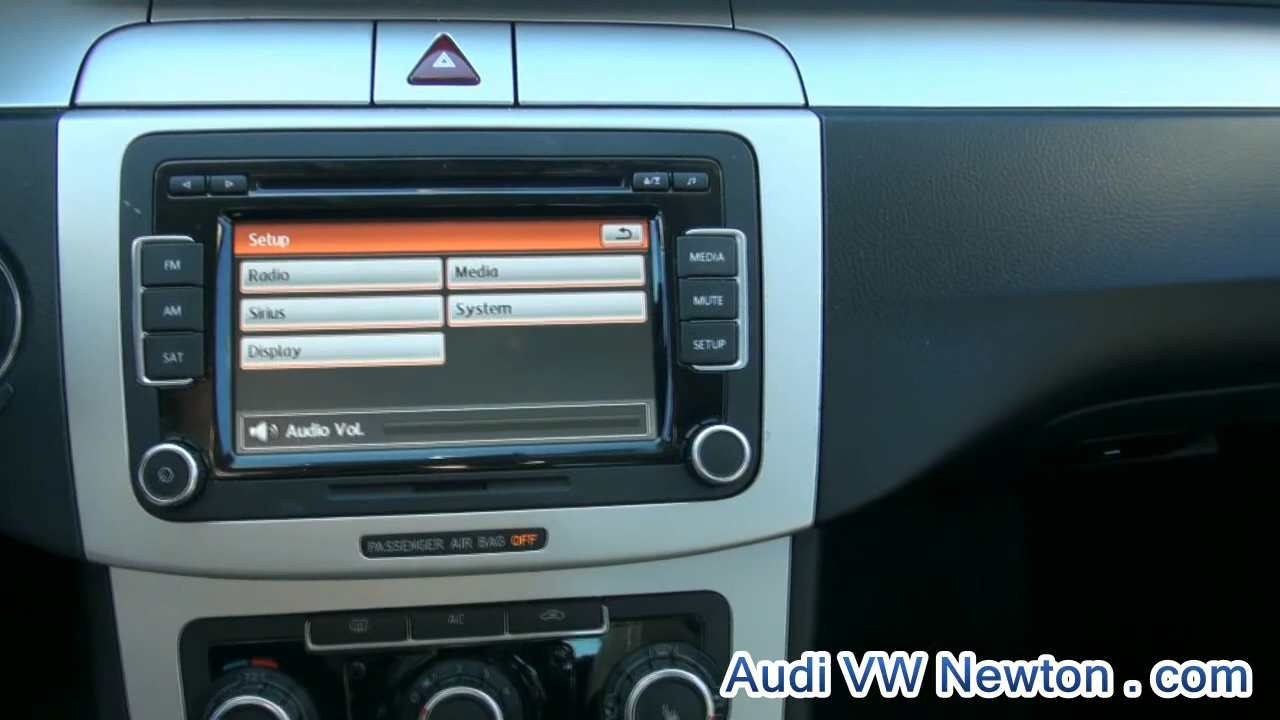 Setup
Radio
Media
Sirius
System
Display
Audio Vol.
FM
AM
SAT
MEDIA
MUTE
SETUP
PASSENGER AIR BAG OFF
A/C
Audi VW Newton . com